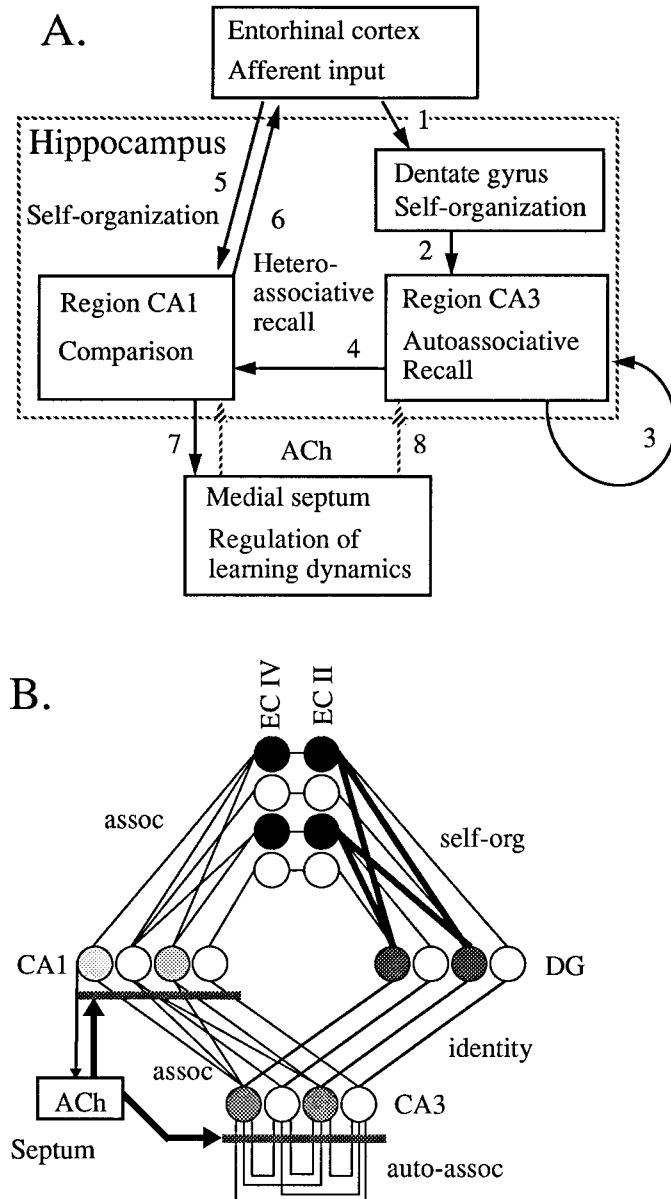 A.
Entorhinal cortex
Afferent input
1
Hippocampus
Dentate gyrus
Self-organization
5
6
Self-organization
2
Hetero-
associative
recall
Region CA1
Comparison
Region CA3
Autoassociative
Recall
4
3
7
ACh
8
Medial septum
Regulation of
learning dynamics
B.
EC IV
EC II
assoc
self-org
CA1
DG
identity
assoc
ACh
CA3
Septum
auto-assoc